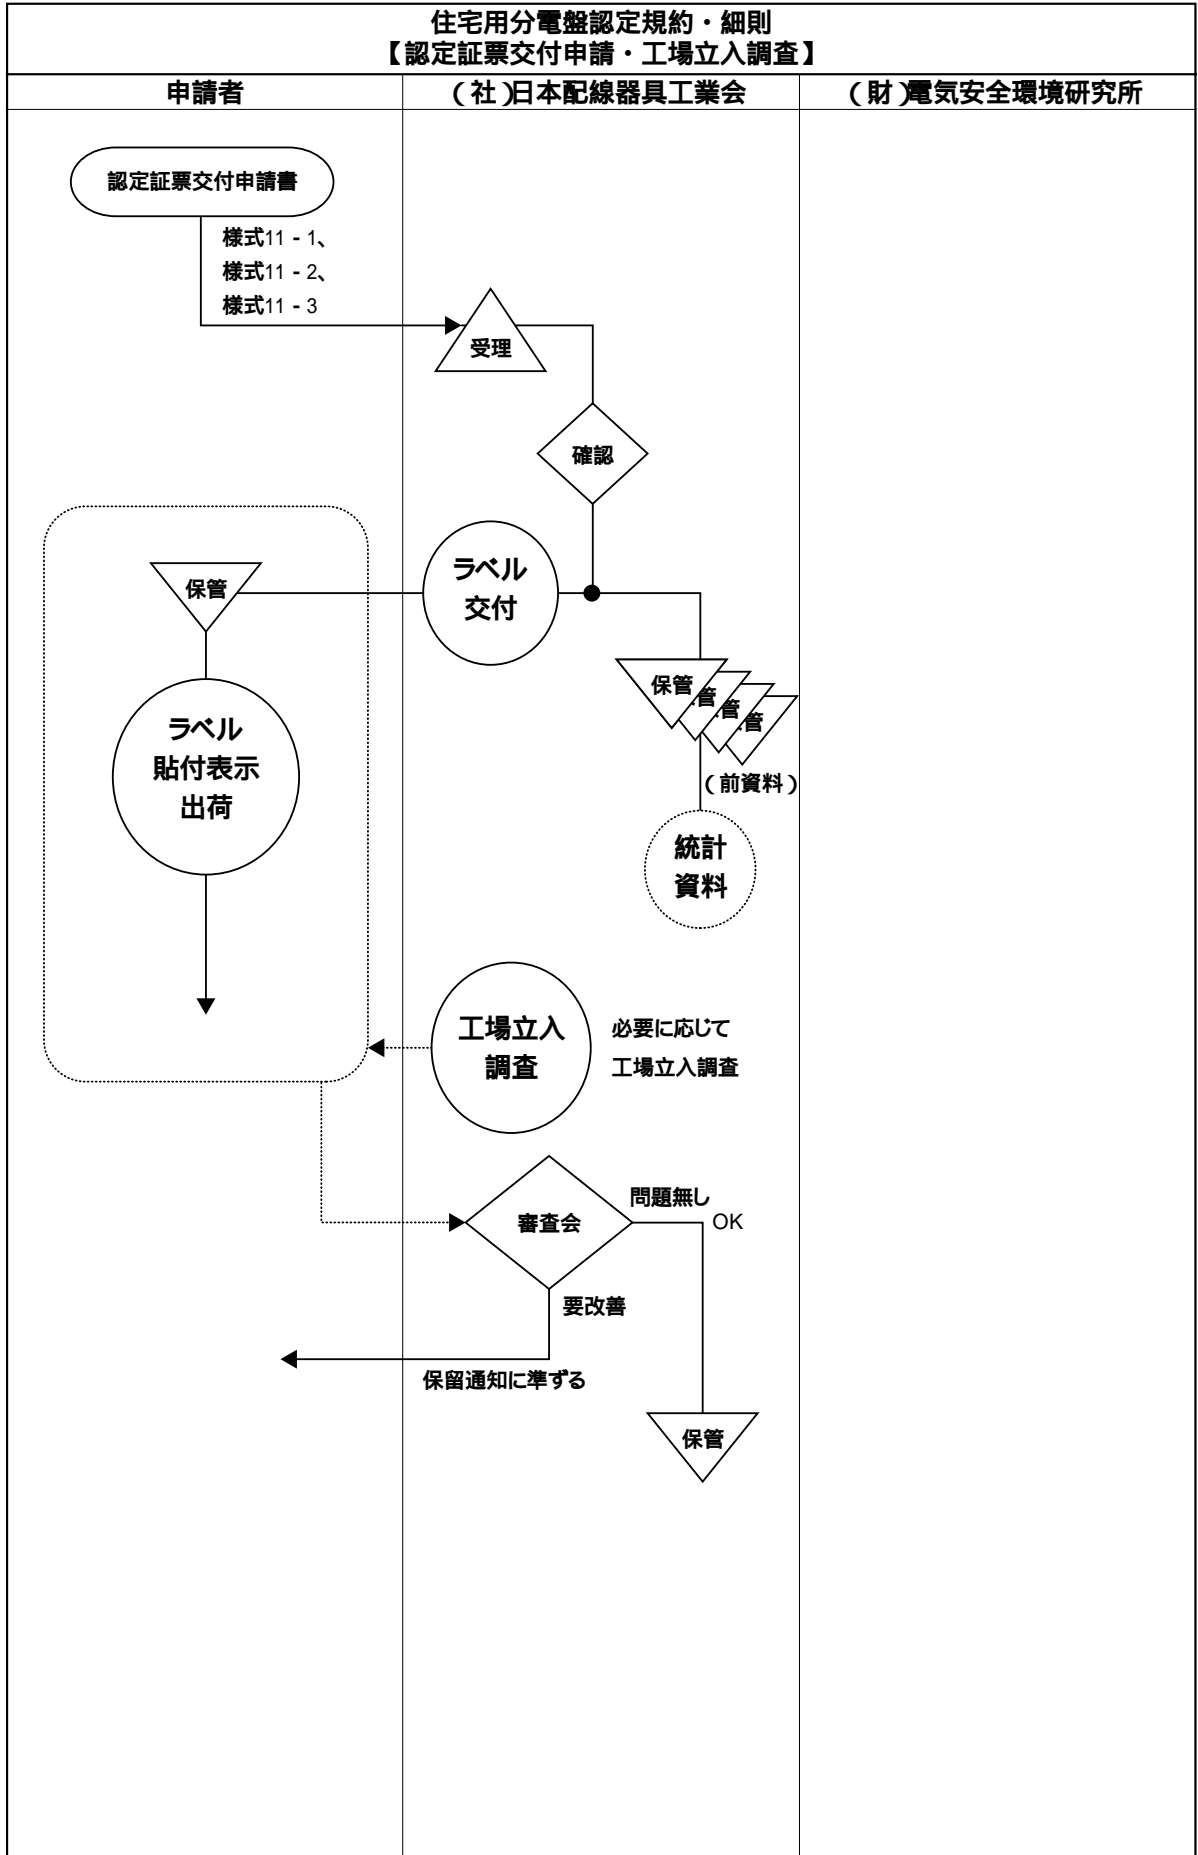 住宅用分電盤認定規約・細則
【認定証票交付申請・工場立入調査】
申請者
(社)日本配線器具工業会
(財)電気安全環境研究所
認定証票交付申請書
様式11-1、
様式11-2、
様式11-3
受理
確認
ラベル
交付
保管
保管
管
管
管
(前資料)
ラベル
貼付表示
出荷
統計
資料
工場立入
調査
必要に応じて
工場立入調査
審査会
問題無し
OK
要改善
保留通知に準ずる
保管